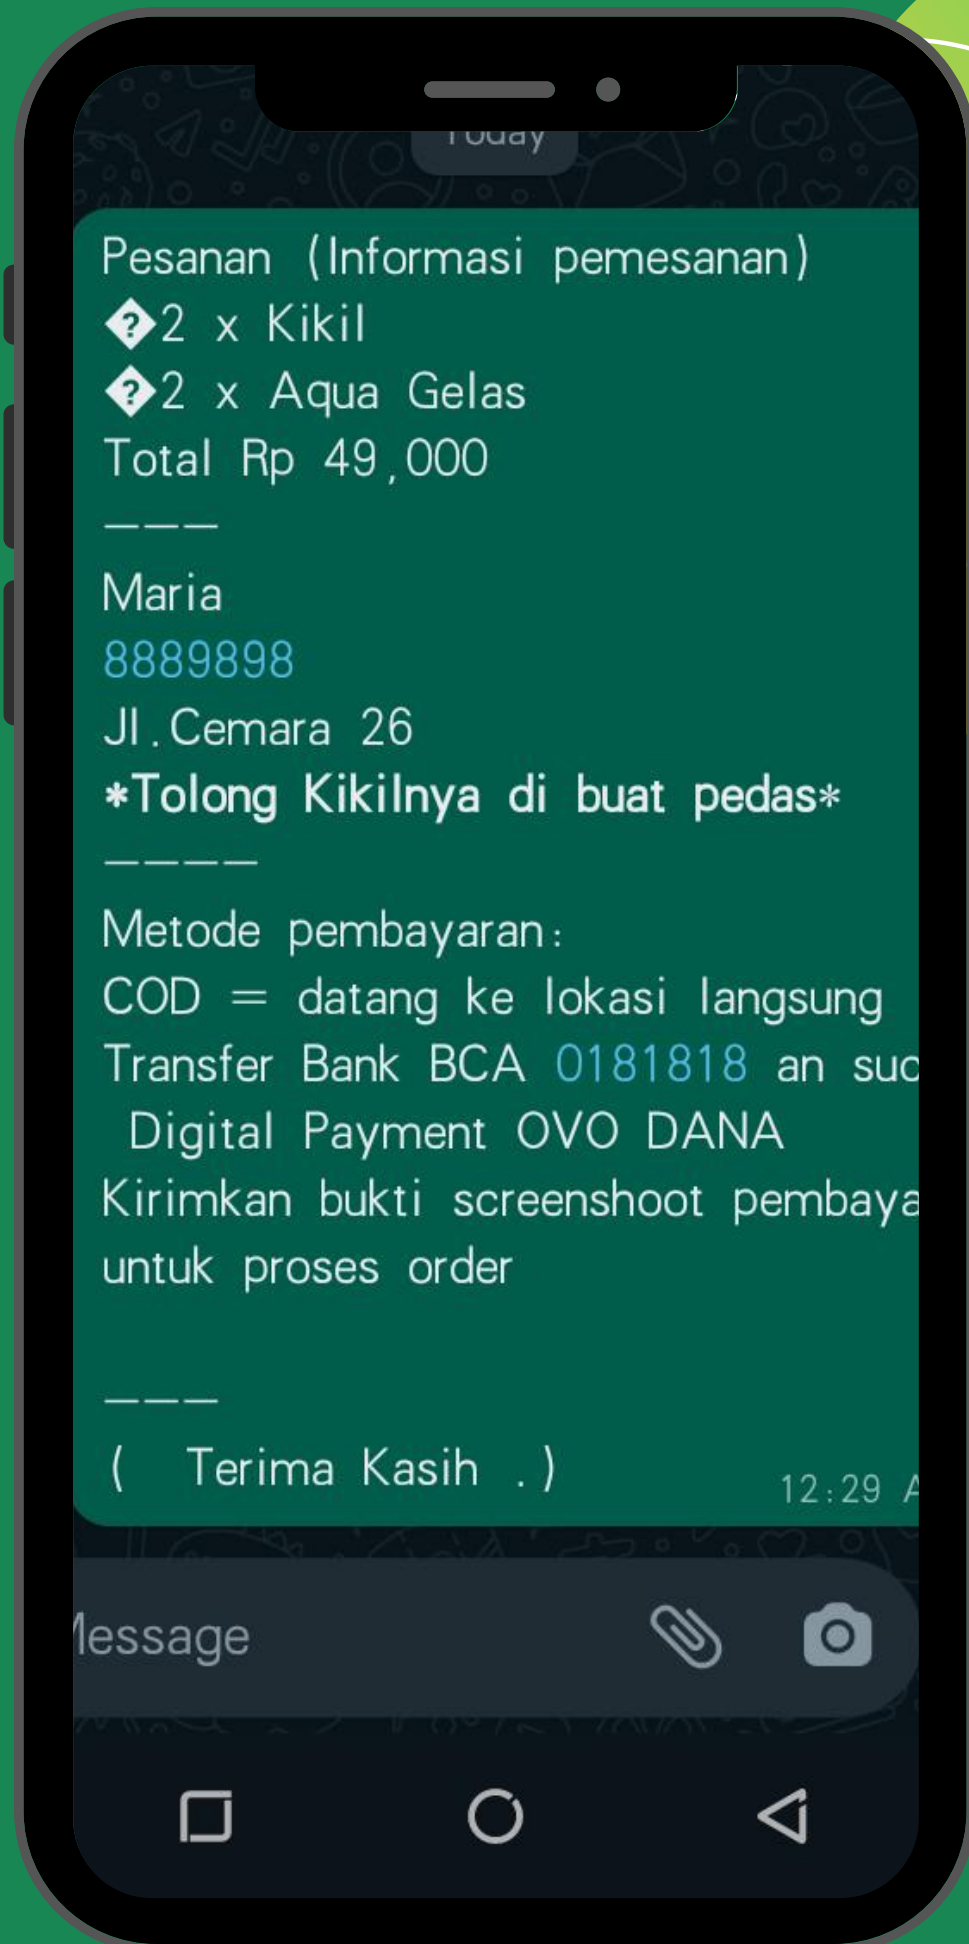 Today
Pesanan (Informasi pemesanan)
�2 x Kikil
�2 x Aqua Gelas
Total Rp 49,000
———
Maria
8889898
Jl.Cemara 26
*Tolong Kikilnya di buat pedas*
————
Metode pembayaran:
COD = datang ke lokasi langsung
Transfer Bank BCA 0181818 an
Digital Payment OVO DANA
Kirimkan bukti screenshoot
untuk proses order
———
( Terima Kasih .)
12:29